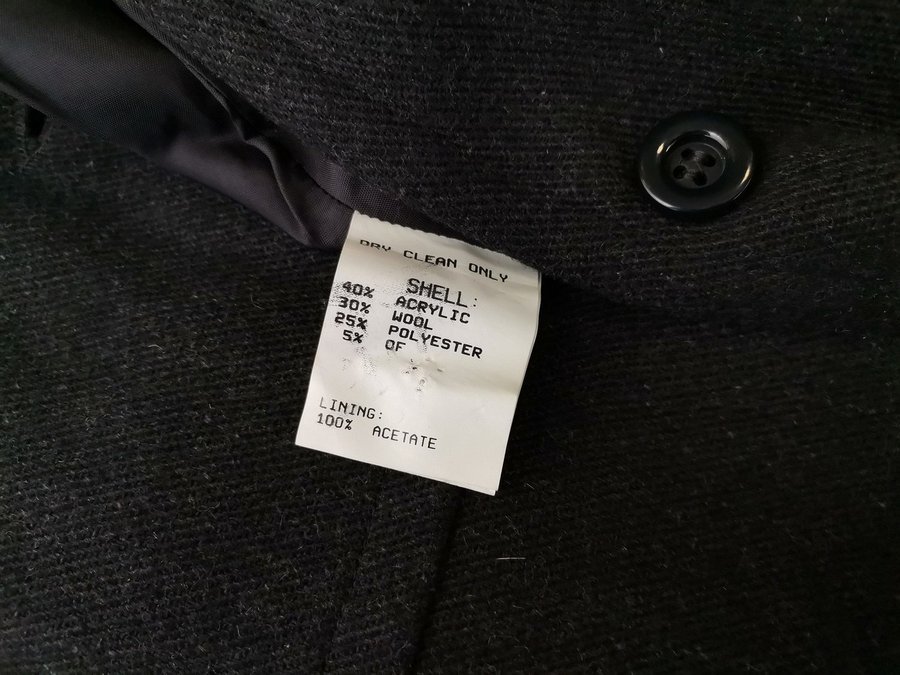 DRY CLEAN ONLY
SHELL:
40% ACRYLIC
30% WOOL
25% POLYESTER
5% OF
LINING:
100% ACETATE